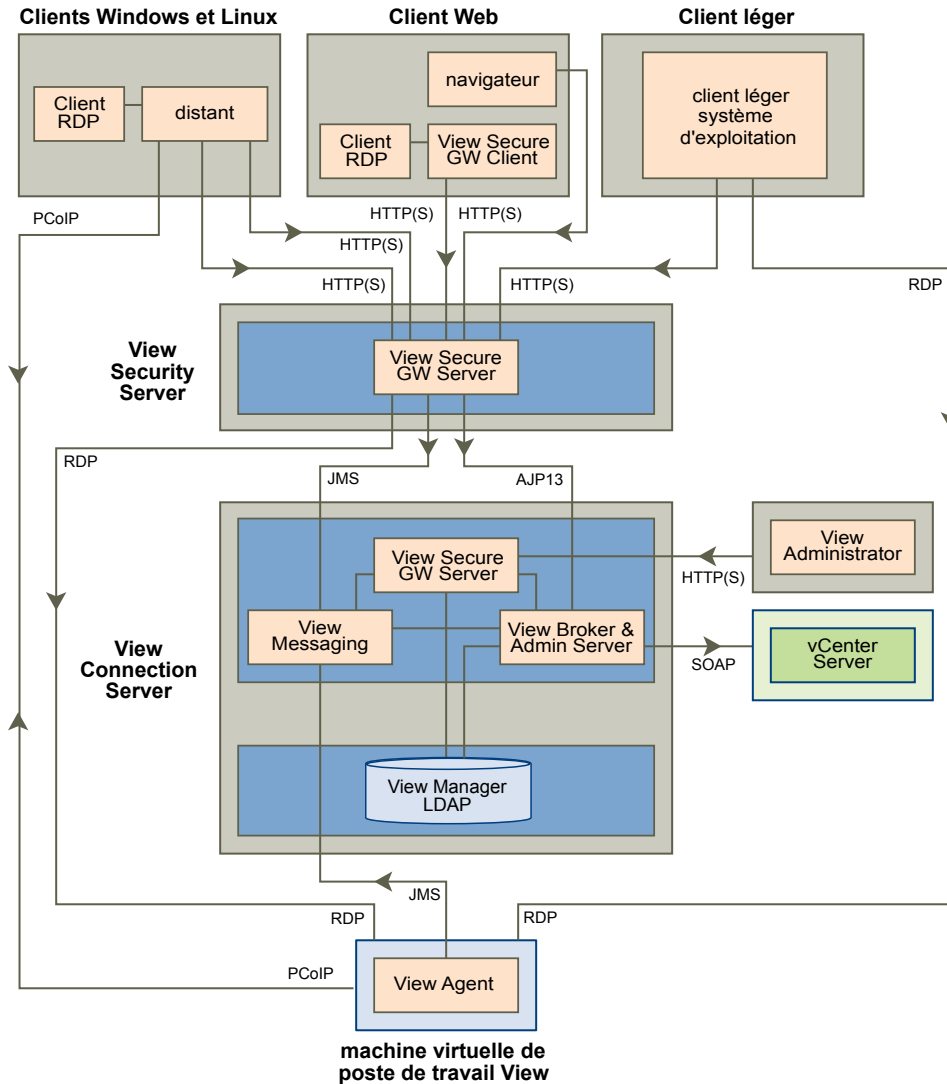 Clients Windows et Linux
Client Web
Client léger
Client
RDP
distant
navigateur
Client
RDP
View Secure
GW Client
client léger
système
d'exploitation
PCoIP
HTTP(S)
HTTP(S)
HTTP(S)
HTTP(S)
HTTP(S)
RDP
View
Security
Server
View Secure
GW Server
RDP
JMS
AJP13
View Secure
GW Server
View
Administrator
HTTP(S)
View
Messaging
View Broker &
Admin Server
SOAP
vCenter
Server
View
Connection
Server
View Manager
LDAP
JMS
RDP
RDP
PCoIP
View Agent
machine virtuelle de
poste de travail View